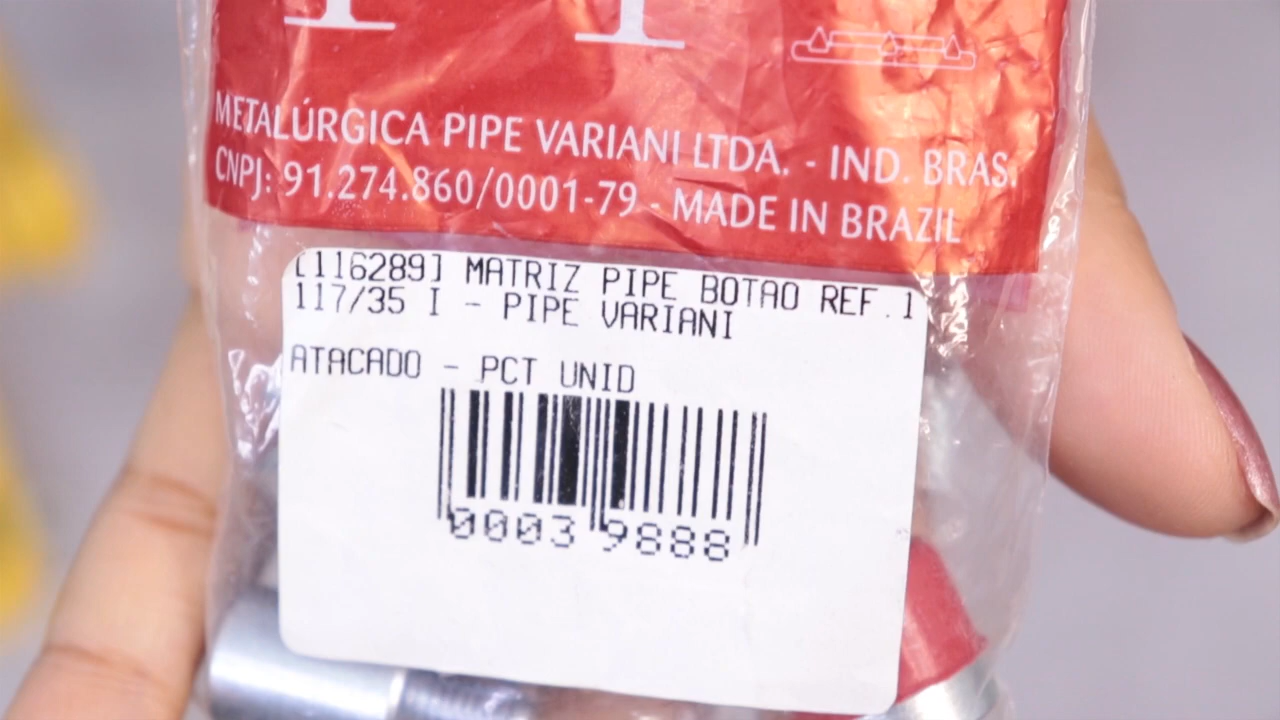 METALÚRGICA PIPE VARIANI LTDA. - IND. BRAS.
CNPJ: 91.274.860/0001-79 - MADE IN BRAZIL
[116289] MATRIZ PIPE BOTAO REF.1
117/35 I - PIPE VARIANI
ATACADO - PCT UNID
0003 9888